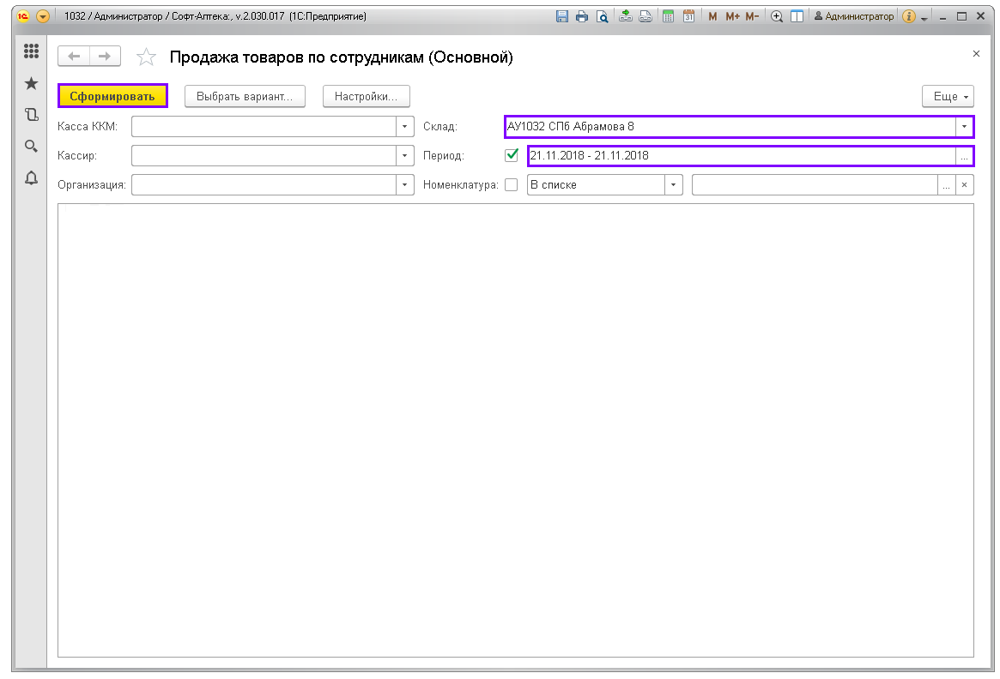 1С 1032 / Администратор / Софт-Аптека:, v.2.030.017 (1С:Предприятие) 31 M M+ M- Администратор i
Продажа товаров по сотрудникам (Основной)
Сформировать Выбрать вариант... Настройки... Еще
Касса ККМ: Склад: АУ1032 СПб Абрамова 8
Кассир: Период: 21.11.2018 - 21.11.2018 ...
Организация: Номенклатура: В списке ... ×